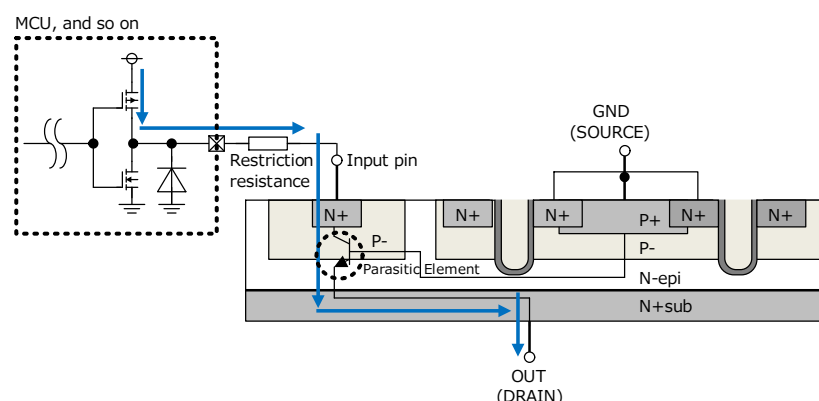 MCU, and so on
GND
(SOURCE)
Restriction
resistance
Input pin
N+
N+
N+
P+
N+
N+
P-
P-
Parasitic Element
N-epi
N+sub
OUT
(DRAIN)